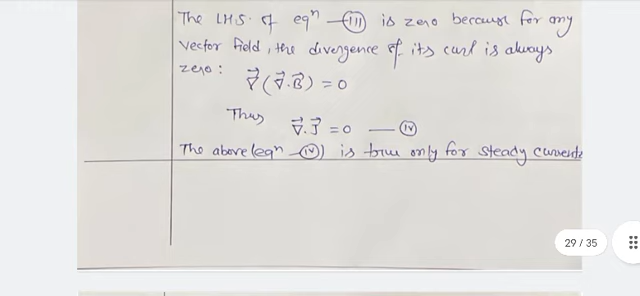 The LHS. of eqⁿ —(III) is zero because for any
vector field, the divergence of its curl is always
zero: ∇⃗(∇⃗.B⃗) = 0
Thus
∇⃗.J⃗ = 0 —(IV)
The above (eqⁿ —(IV)) is true only for steady currents
29 / 35